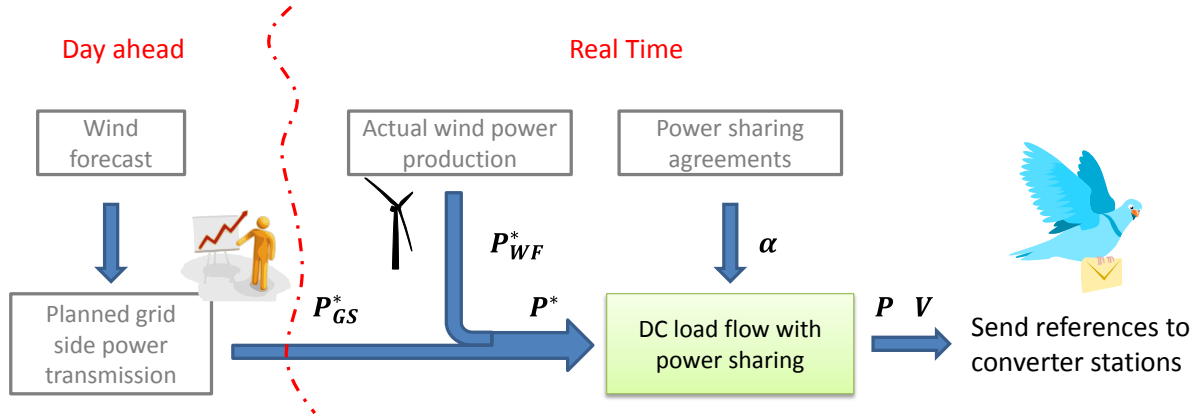 Day ahead
Real Time
Wind
forecast
Actual wind power
production
Power sharing
agreements
P*WF
α
P*GS
P*
P V
Planned grid
side power
transmission
DC load flow with
power sharing
Send references to
converter stations